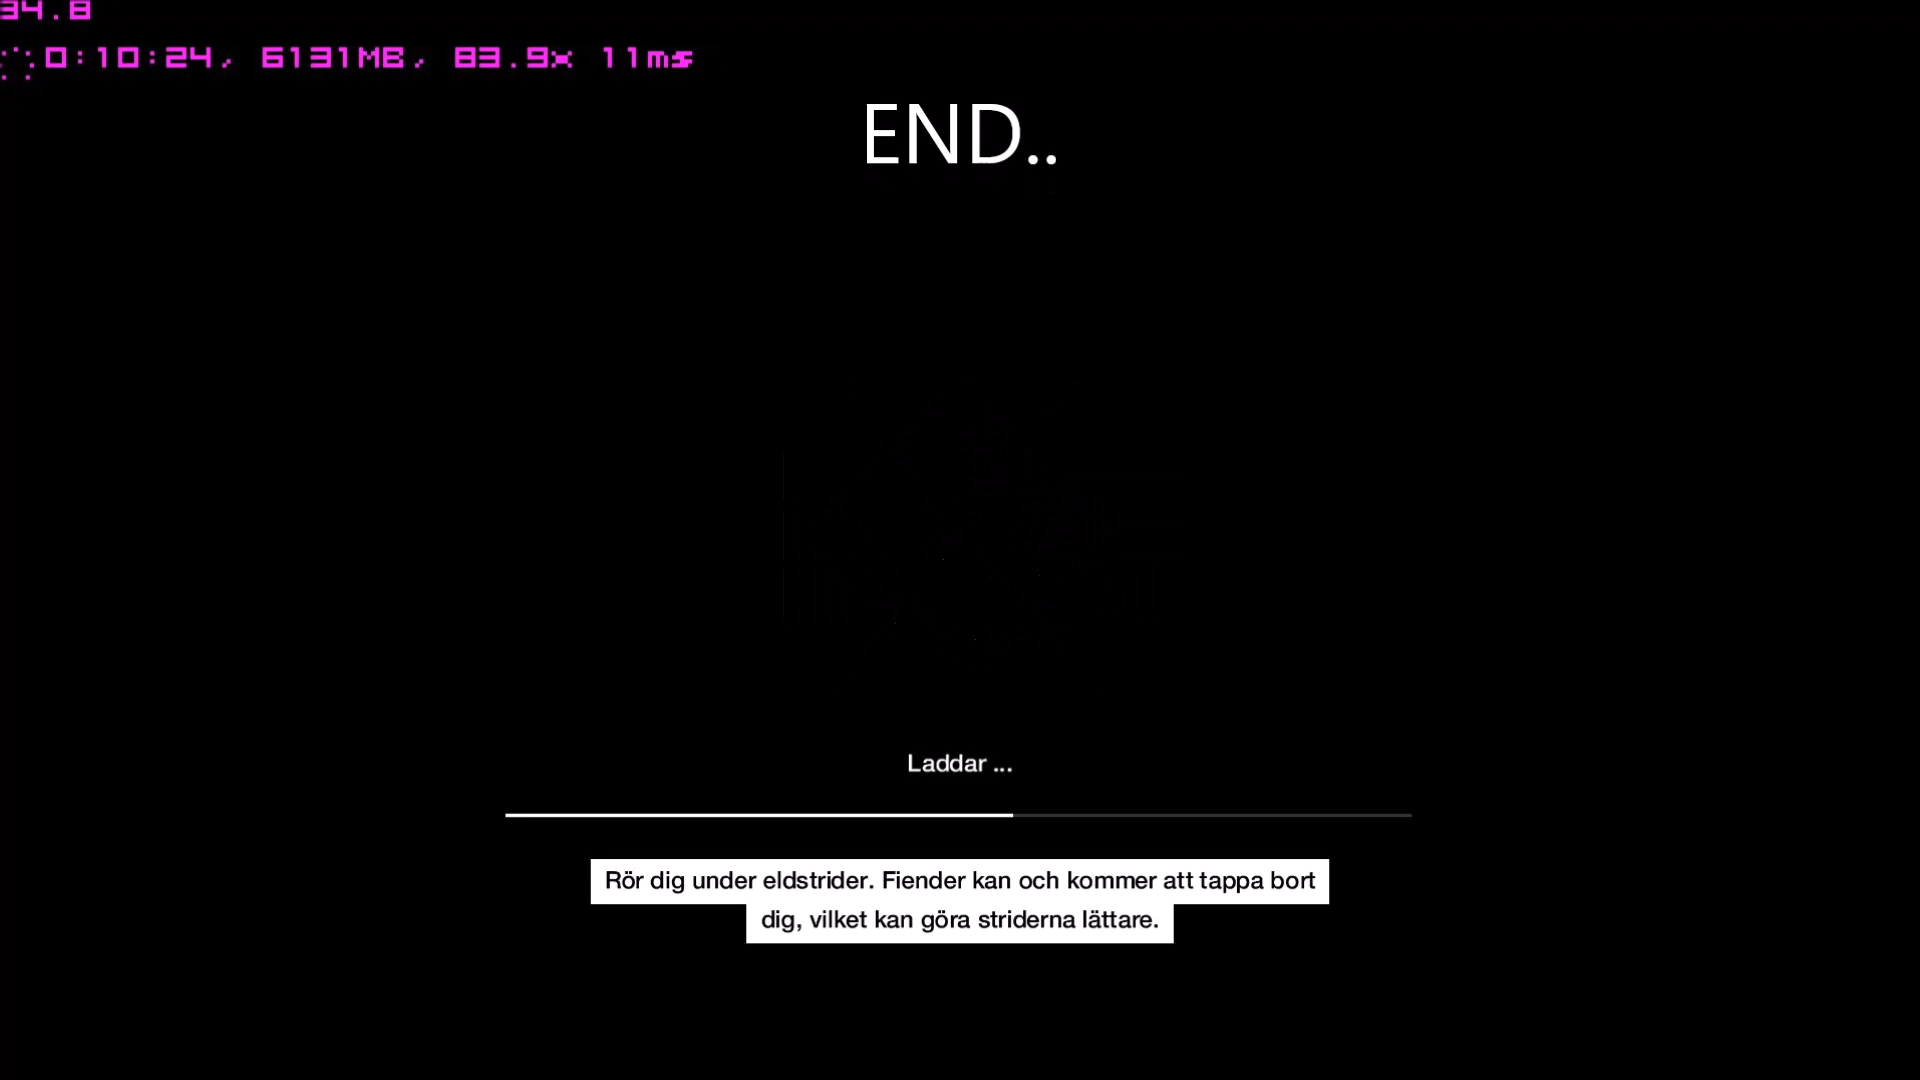 34.8
0:10:24, 6131MB, 83.9x 11ms
END..
Laddar ...
Rör dig under eldstrider. Fiender kan och kommer att tappa bort
dig, vilket kan göra striderna lättare.